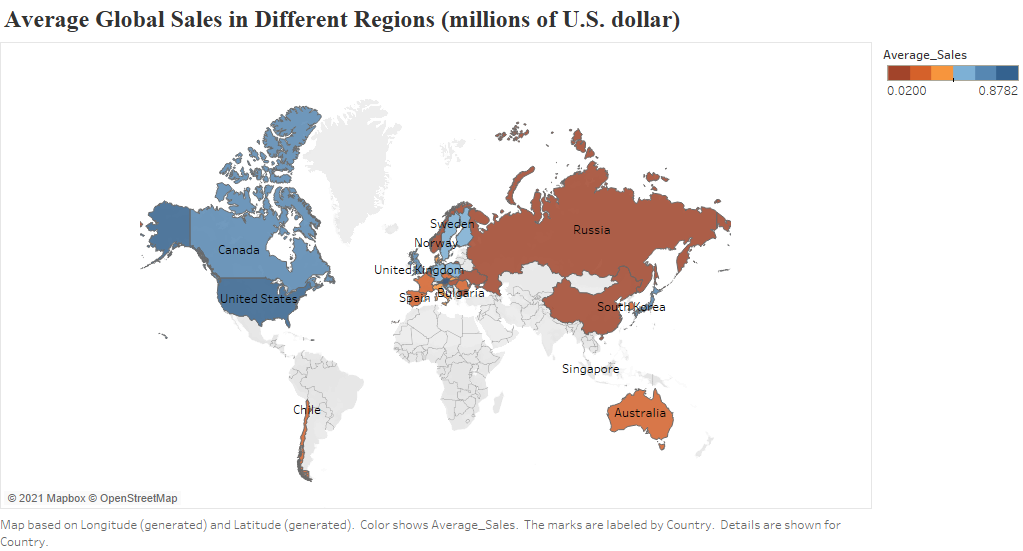 Average Global Sales in Different Regions (millions of U.S. dollar)
Average_Sales
0.0200 0.8782
Sweden
Norway
Russia
Canada
United Kingdom
United States
Spain
Bulgaria
South Korea
Singapore
Chile
Australia
© 2021 Mapbox © OpenStreetMap
Map based on Longitude (generated) and Latitude (generated). Color shows Average_Sales. The marks are labeled by Country. Details are shown for
Country.